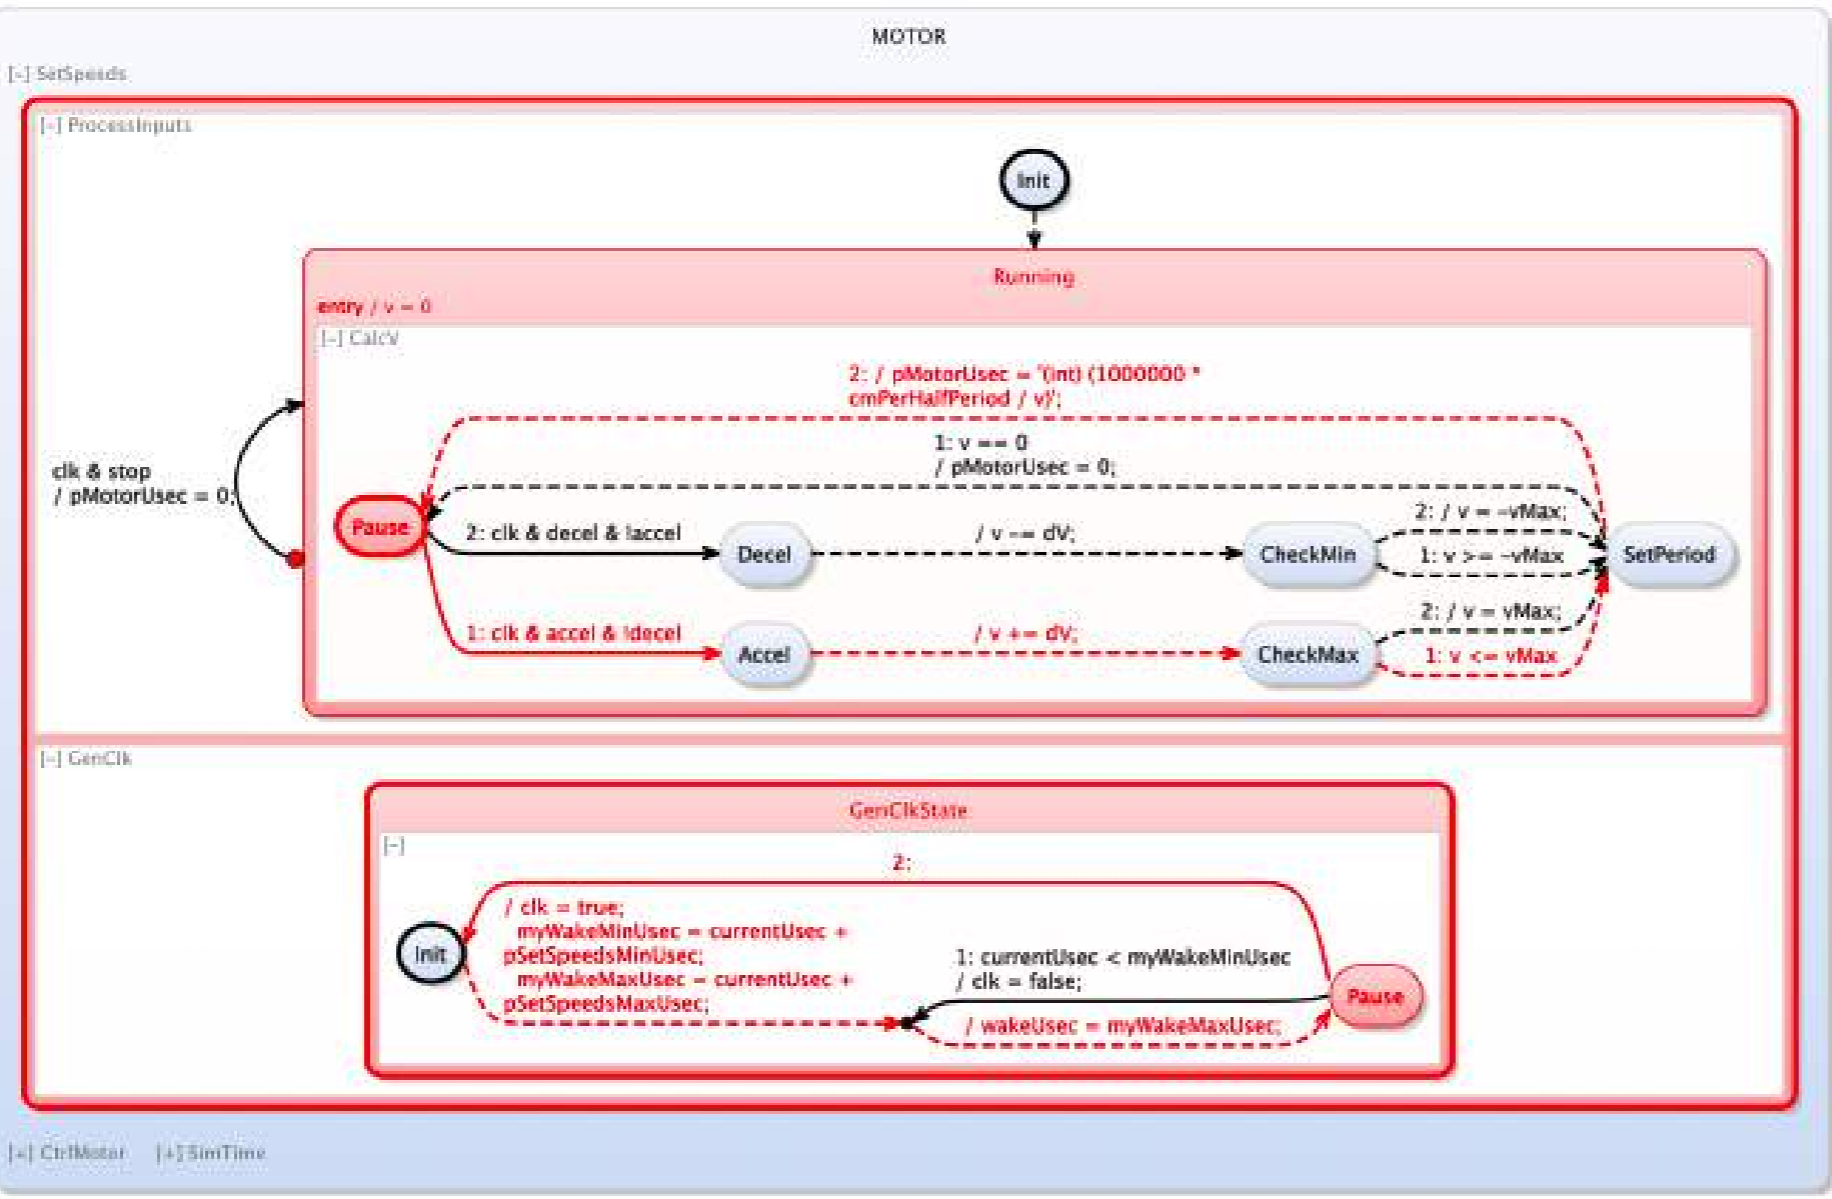 MOTOR
[-] SetSpeeds
[-] ProcessInputs
Init
Running
entry / v = 0
[-] CalcV
2: / pMotorUsec = '(int) (1000000 *
cmPerHalfPeriod / v)';
1: v == 0
/ pMotorUsec = 0;
clk & stop
/ pMotorUsec = 0;
Pause
2: clk & decel & !accel
Decel
/ v -= dV;
CheckMin
2: / v = -vMax;
1: v >= -vMax
SetPeriod
1: clk & accel & !decel
Accel
/ v += dV;
CheckMax
2: / v = vMax;
1: v <= vMax
[-] GenClk
GenClkState
[-]
2:
/ clk = true;
myWakeMinUsec = currentUsec +
pSetSpeedsMinUsec;
myWakeMaxUsec = currentUsec +
pSetSpeedsMaxUsec;
Init
1: currentUsec < myWakeMinUsec
/ clk = false;
Pause
/ wakeUsec = myWakeMaxUsec;
[+] CtrlMotor [+] SimTime